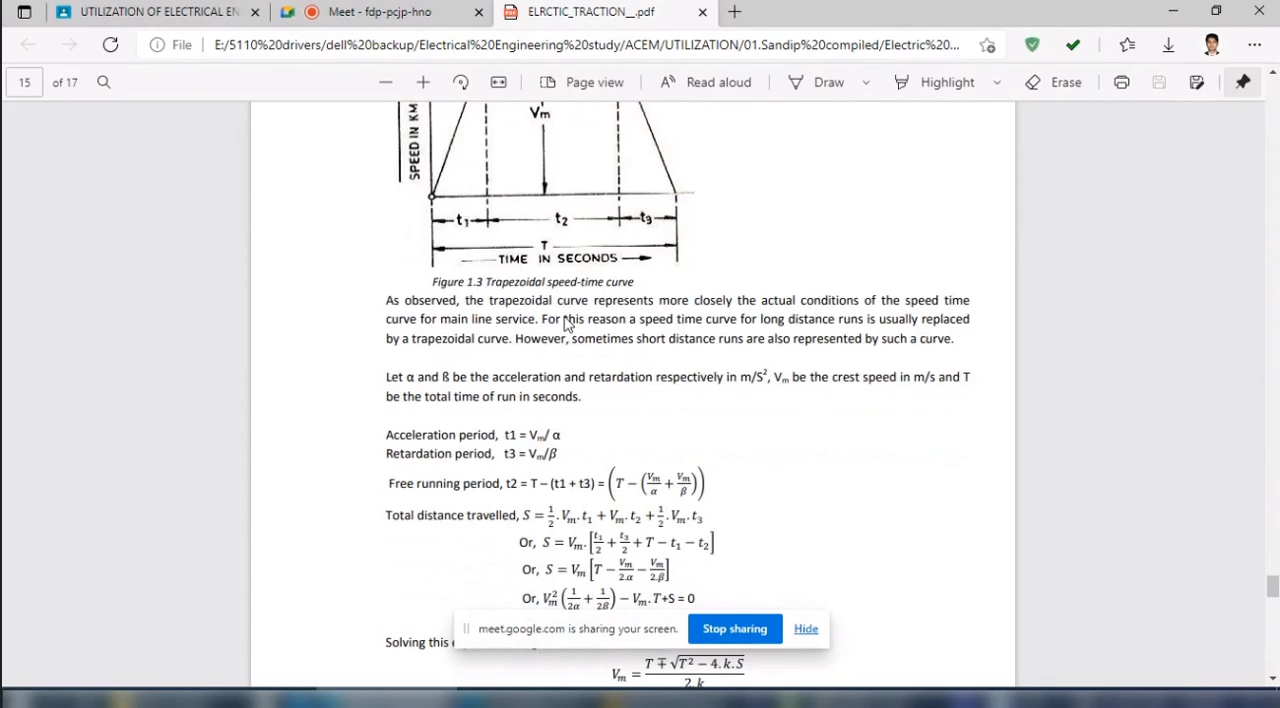 UTILIZATION OF ELECTRICAL EN
Meet - fdp-pcjp-hno
ELRCTIC_TRACTION__.pdf
File
E:/5110%20drivers/dell%20backup/Electrical%20Engineering%20study/ACEM/UTILIZATION/01.Sandip%20compiled/Electric%20...
15 of 17
Page view
Read aloud
Draw
Highlight
Erase
SPEED IN KM
V'm
t₁ t₂ t₃
T
TIME IN SECONDS
Figure 1.3 Trapezoidal speed-time curve
As observed, the trapezoidal curve represents more closely the actual conditions of the speed time
curve for main line service. For this reason a speed time curve for long distance runs is usually replaced
by a trapezoidal curve. However, sometimes short distance runs are also represented by such a curve.
Let α and ß be the acceleration and retardation respectively in m/S², Vₘ be the crest speed in m/s and T
be the total time of run in seconds.
Acceleration period, t1 = Vₘ/ α
Retardation period, t3 = Vₘ/β
Free running period, t2 = T – (t1 + t3) = (T − (Vₘ/α + Vₘ/β))
Total distance travelled, S = 1/2 . Vₘ. t₁ + Vₘ. t₂ + 1/2 . Vₘ. t₃
Or, S = Vₘ. [t₁/2 + t₃/2 + T − t₁ − t₂]
Or, S = Vₘ [T − Vₘ/2.α − Vₘ/2.β]
Or, Vₘ² (1/2α + 1/2β) − Vₘ. T+S = 0
meet.google.com is sharing your screen.
Stop sharing
Hide
Solving this
Vₘ = T ∓ √T² − 4. k. S / 2. k